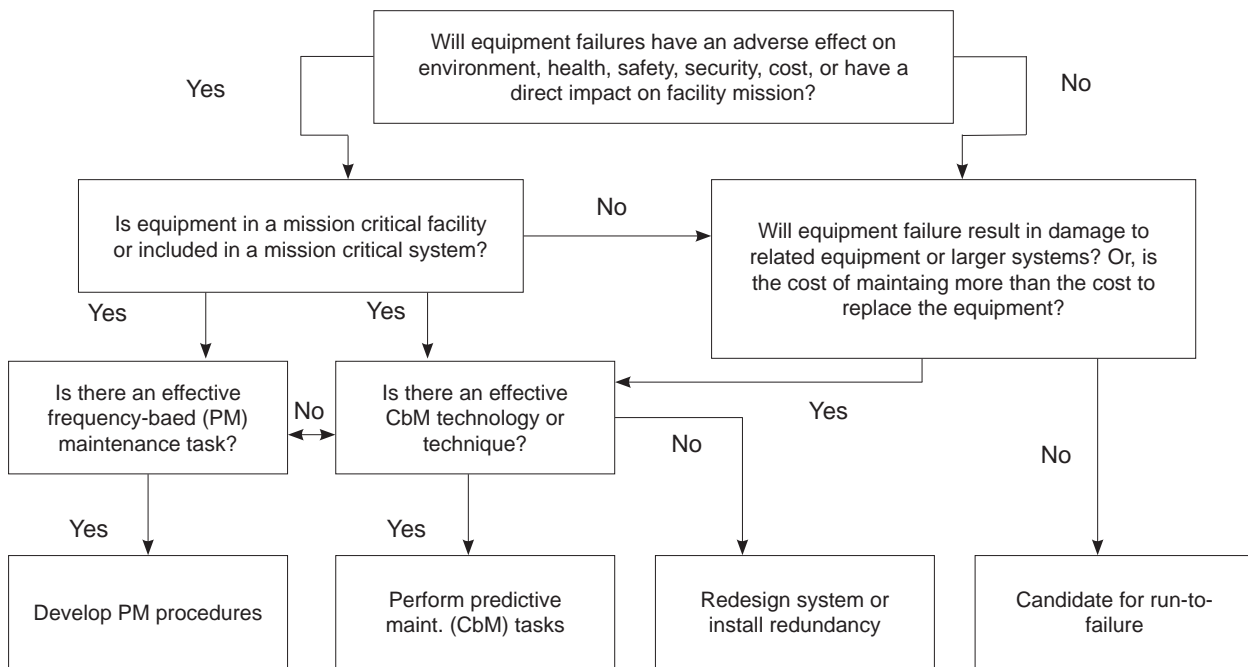 Will equipment failures have an adverse effect on
environment, health, safety, security, cost, or have a
direct impact on facility mission?
Yes
No
Is equipment in a mission critical facility
or included in a mission critical system?
No
Will equipment failure result in damage to
related equipment or larger systems? Or, is
the cost of maintaing more than the cost to
replace the equipment?
Yes
Yes
Is there an effective
frequency-baed (PM)
maintenance task?
No
Is there an effective
CbM technology or
technique?
Yes
No
No
Yes
Yes
Develop PM procedures
Perform predictive
maint. (CbM) tasks
Redesign system or
install redundancy
Candidate for run-to-
failure